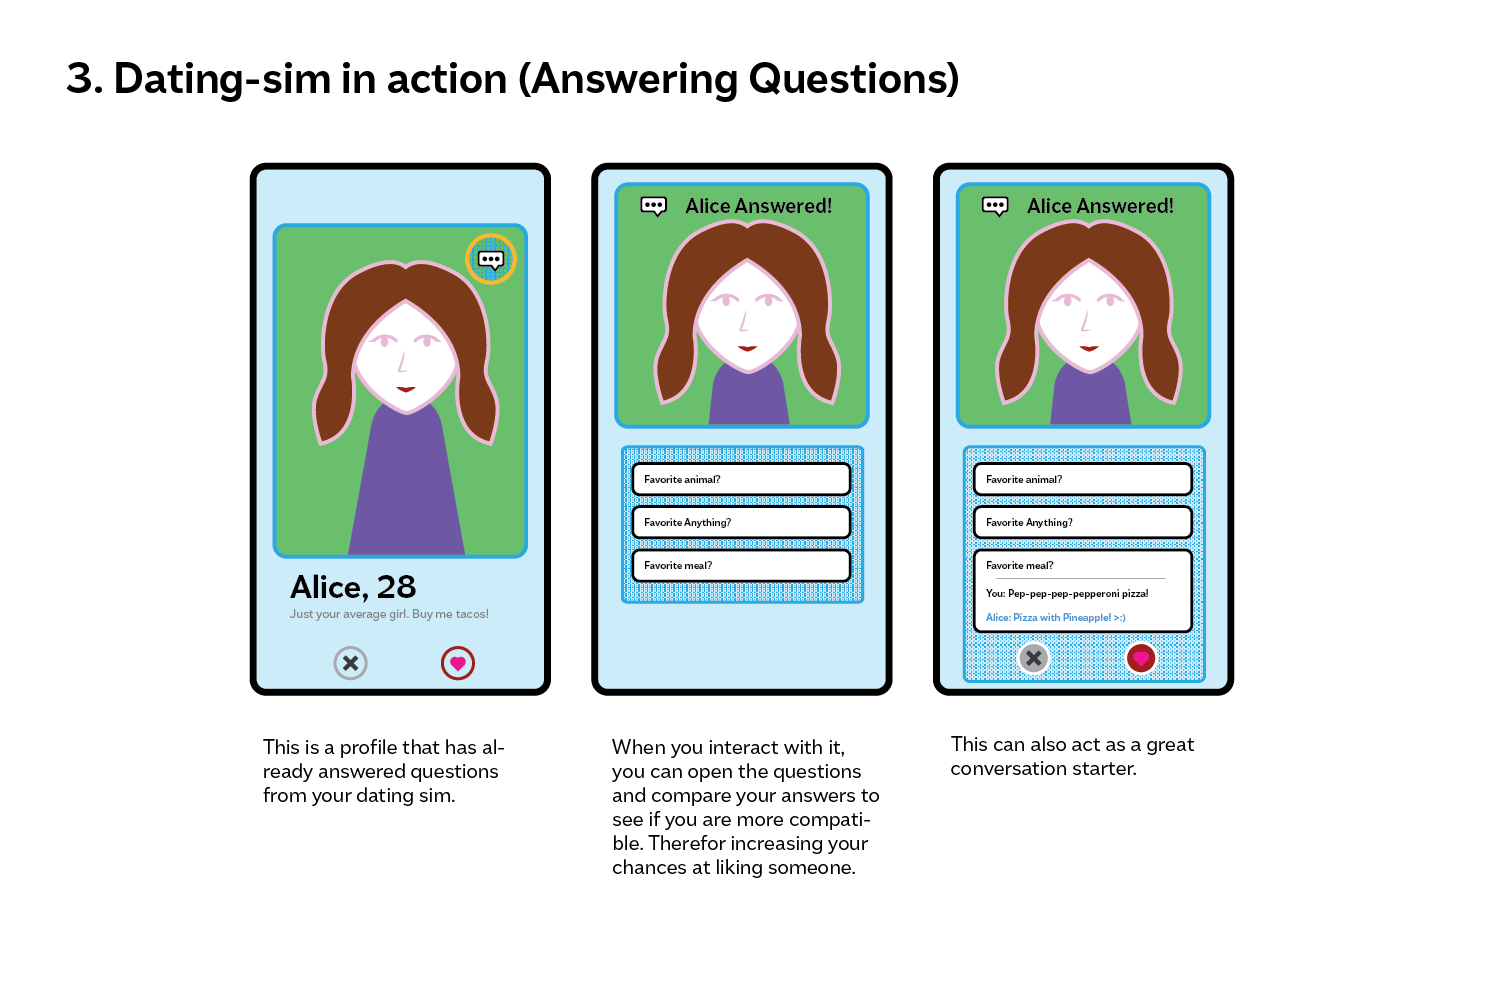 3. Dating-sim in action (Answering Questions)
Alice, 28
Just your average girl. Buy me tacos!
This is a profile that has al-
ready answered questions
from your dating sim.
Alice Answered!
Favorite animal?
Favorite Anything?
Favorite meal?
When you interact with it,
you can open the questions
and compare your answers to
see if you are more compati-
ble. Therefor increasing your
chances at liking someone.
Alice Answered!
Favorite animal?
Favorite Anything?
Favorite meal?
You: Pep-pep-pep-pepperoni pizza!
Alice: Pizza with Pineapple! >:)
This can also act as a great
conversation starter.